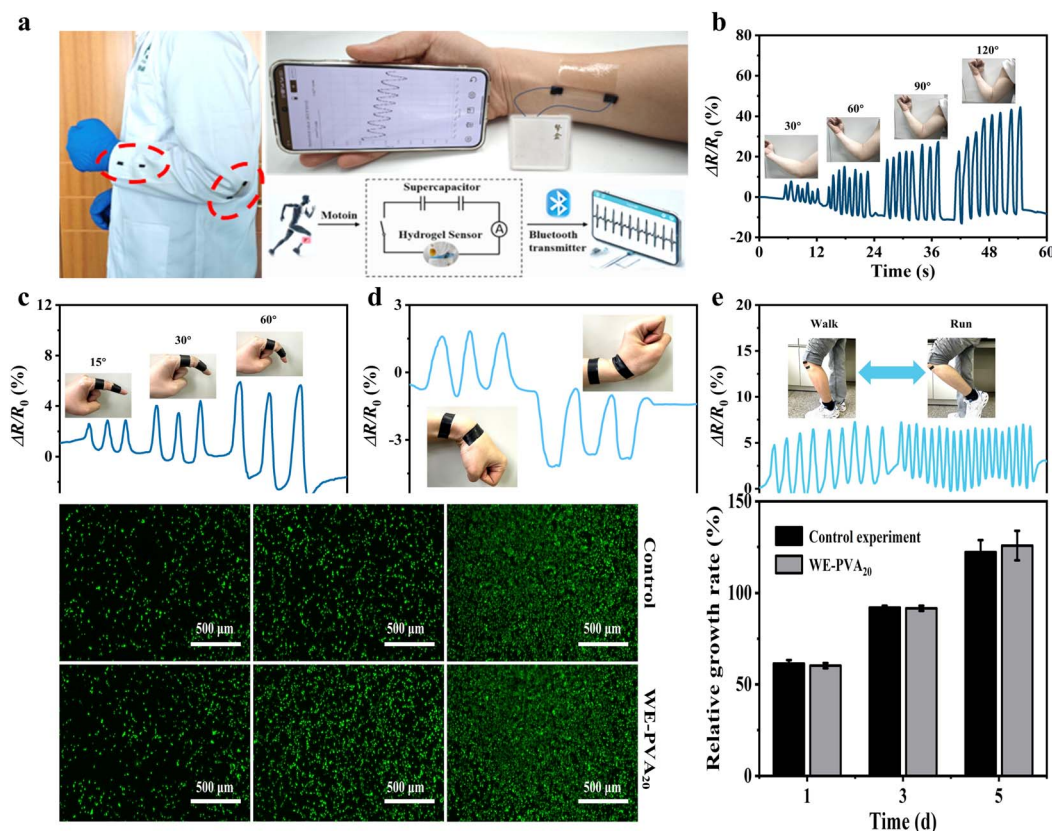 a
Motoin
Supercapacitor
A
Hydrogel Sensor
Bluetooth
transmitter
b
ΔR/R₀ (%)
80
60
40
20
0
-20
30°
60°
90°
120°
0
12
24
36
48
60
Time (s)
c
ΔR/R₀ (%)
12
8
4
0
15°
30°
60°
d
ΔR/R₀ (%)
3
0
-3
e
ΔR/R₀ (%)
20
15
10
5
0
Walk
Run
500 μm
500 μm
500 μm
Control
500 μm
500 μm
500 μm
WE-PVA₂₀
Relative growth rate (%)
150
100
50
0
Control experiment
WE-PVA₂₀
1
3
5
Time (d)